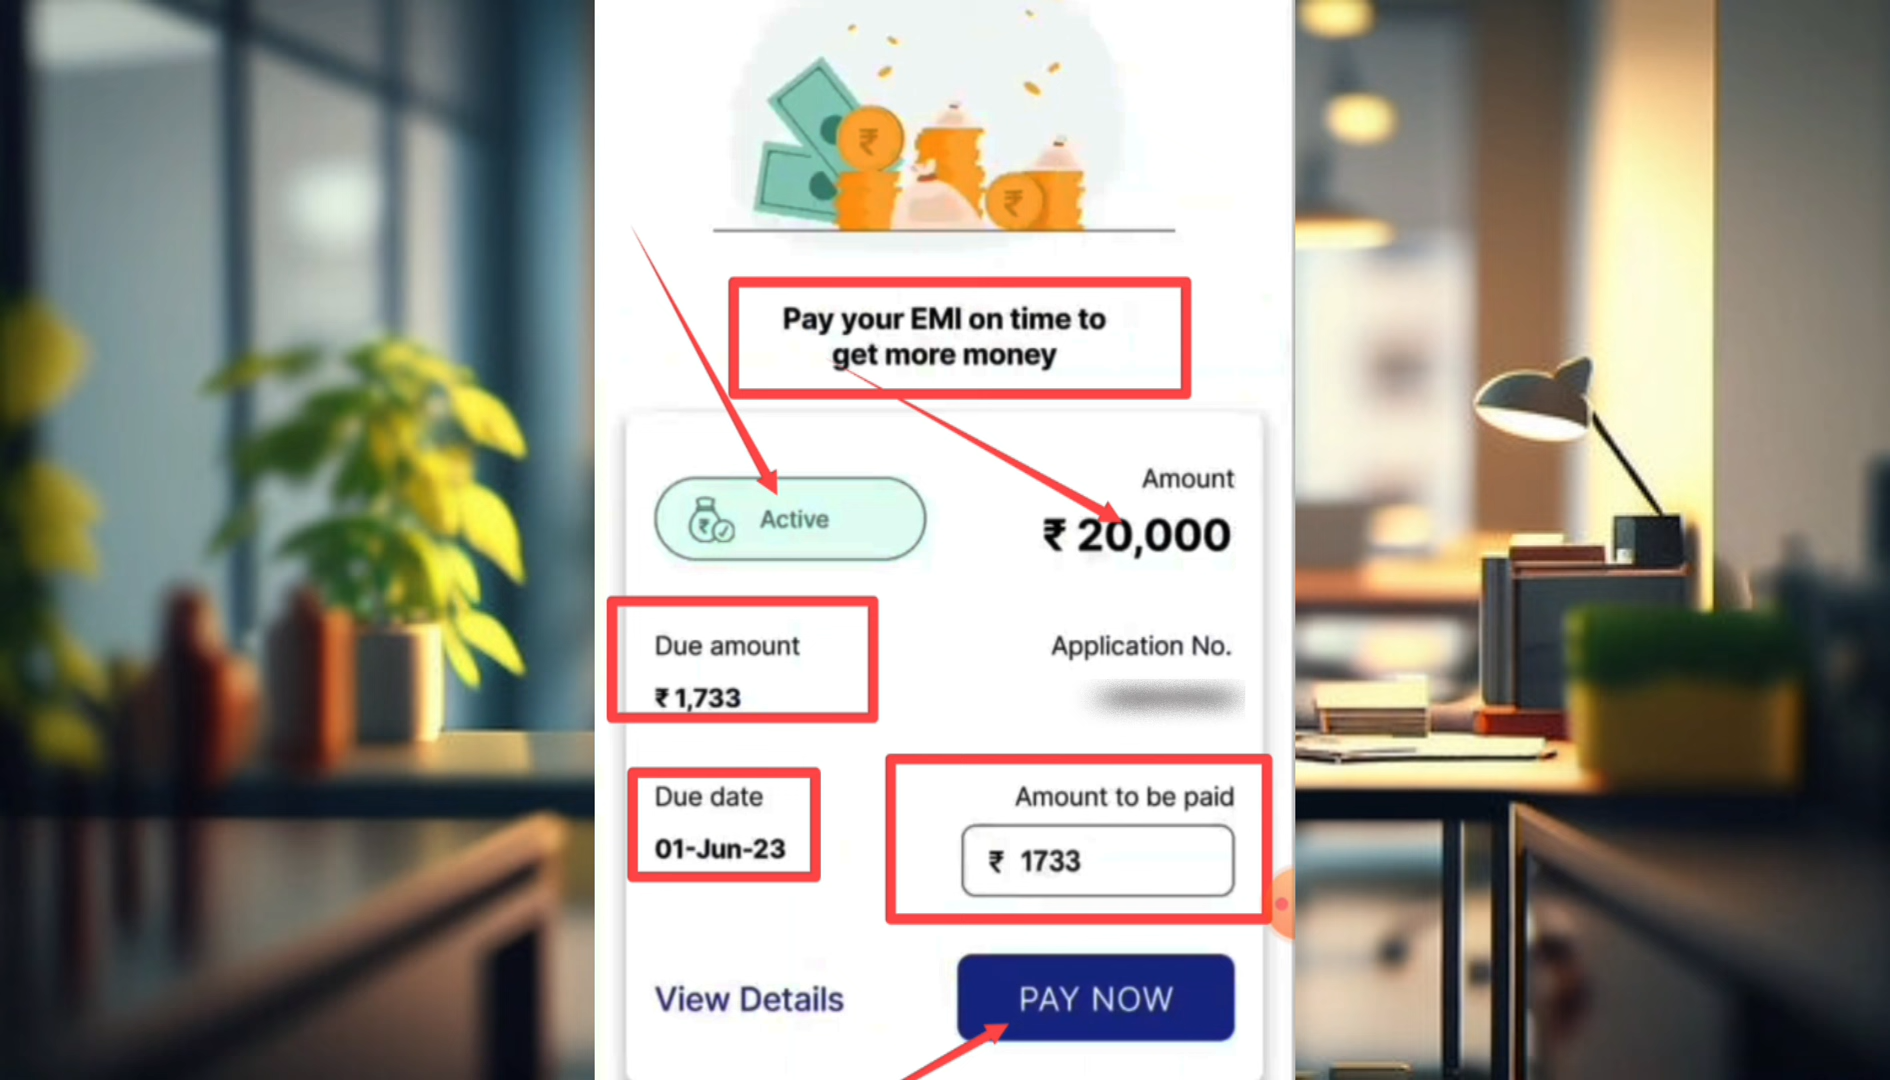 Pay your EMI on time to
get more money
Active
Amount
₹ 20,000
Due amount
₹ 1,733
Application No.
Due date
01-Jun-23
Amount to be paid
₹ 1733
View Details
PAY NOW